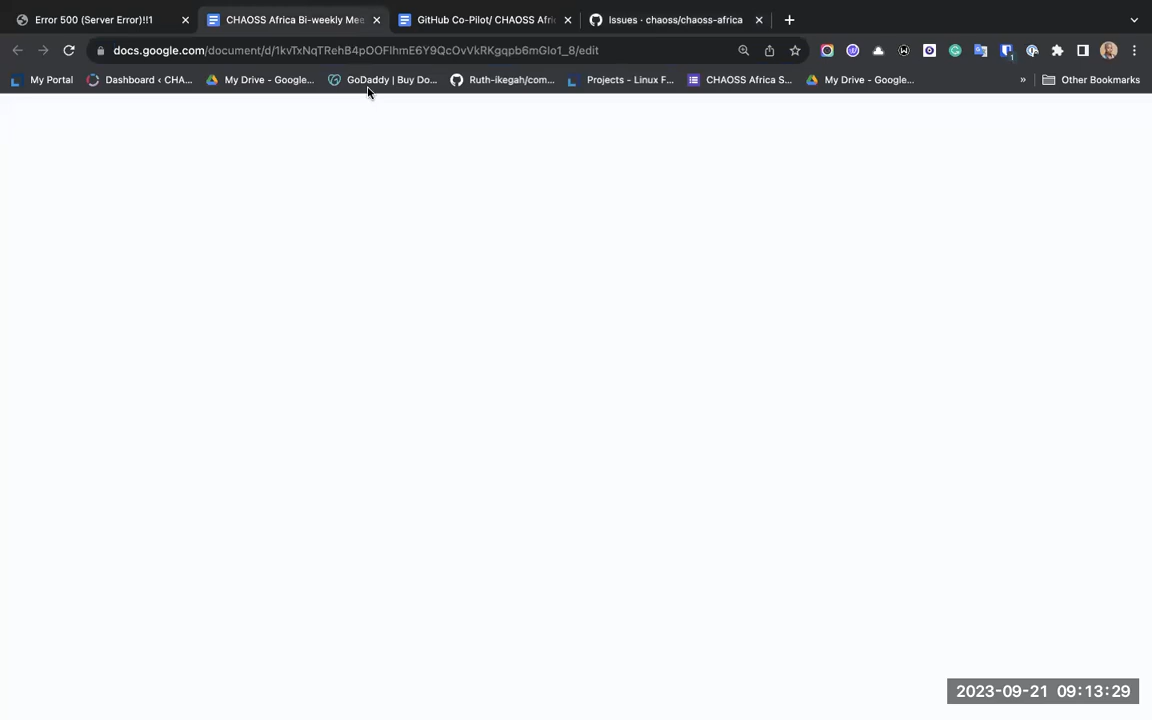 Error 500 (Server Error)!!1
CHAOSS Africa Bi-weekly Mee
GitHub Co-Pilot/ CHAOSS Afri
Issues · chaoss/chaoss-africa
docs.google.com/document/d/1kvTxNqTRehB4pOOFIhmE6Y9QcOvVkRKgqpb6mGlo1_8/edit
My Portal
Dashboard ‹ CHA...
My Drive - Google...
GoDaddy | Buy Do...
Ruth-ikegah/com...
Projects - Linux F...
CHAOSS Africa S...
My Drive - Google...
»
Other Bookmarks
2023-09-21 09:13:29